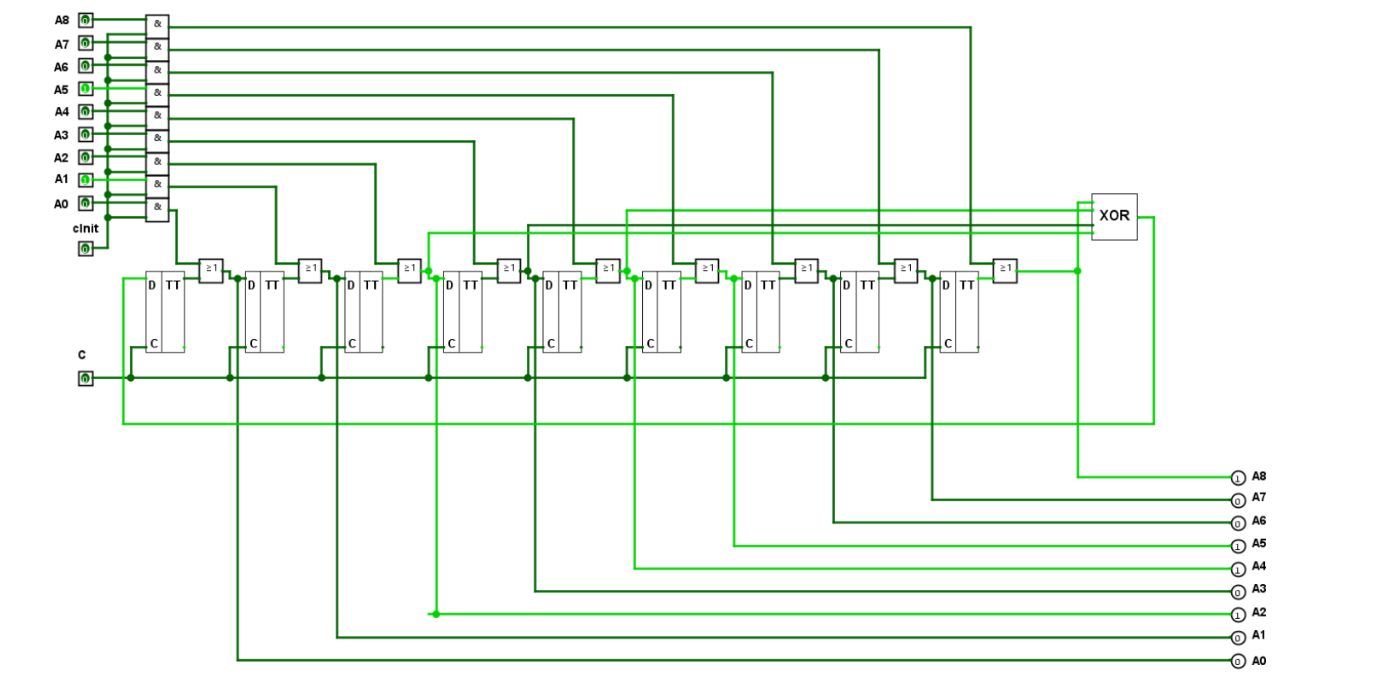 A8 0 &
A7 0 &
A6 0 &
A5 1 &
A4 0 &
A3 0 &
A2 0 &
A1 1 &
A0 0 &
cInit
0
XOR
≥1 ≥1 ≥1 ≥1 ≥1 ≥1 ≥1 ≥1 ≥1
D TT D TT D TT D TT D TT D TT D TT D TT D TT
C C C C C C C C C
C
0
1 A8
0 A7
0 A6
1 A5
1 A4
0 A3
1 A2
0 A1
0 A0